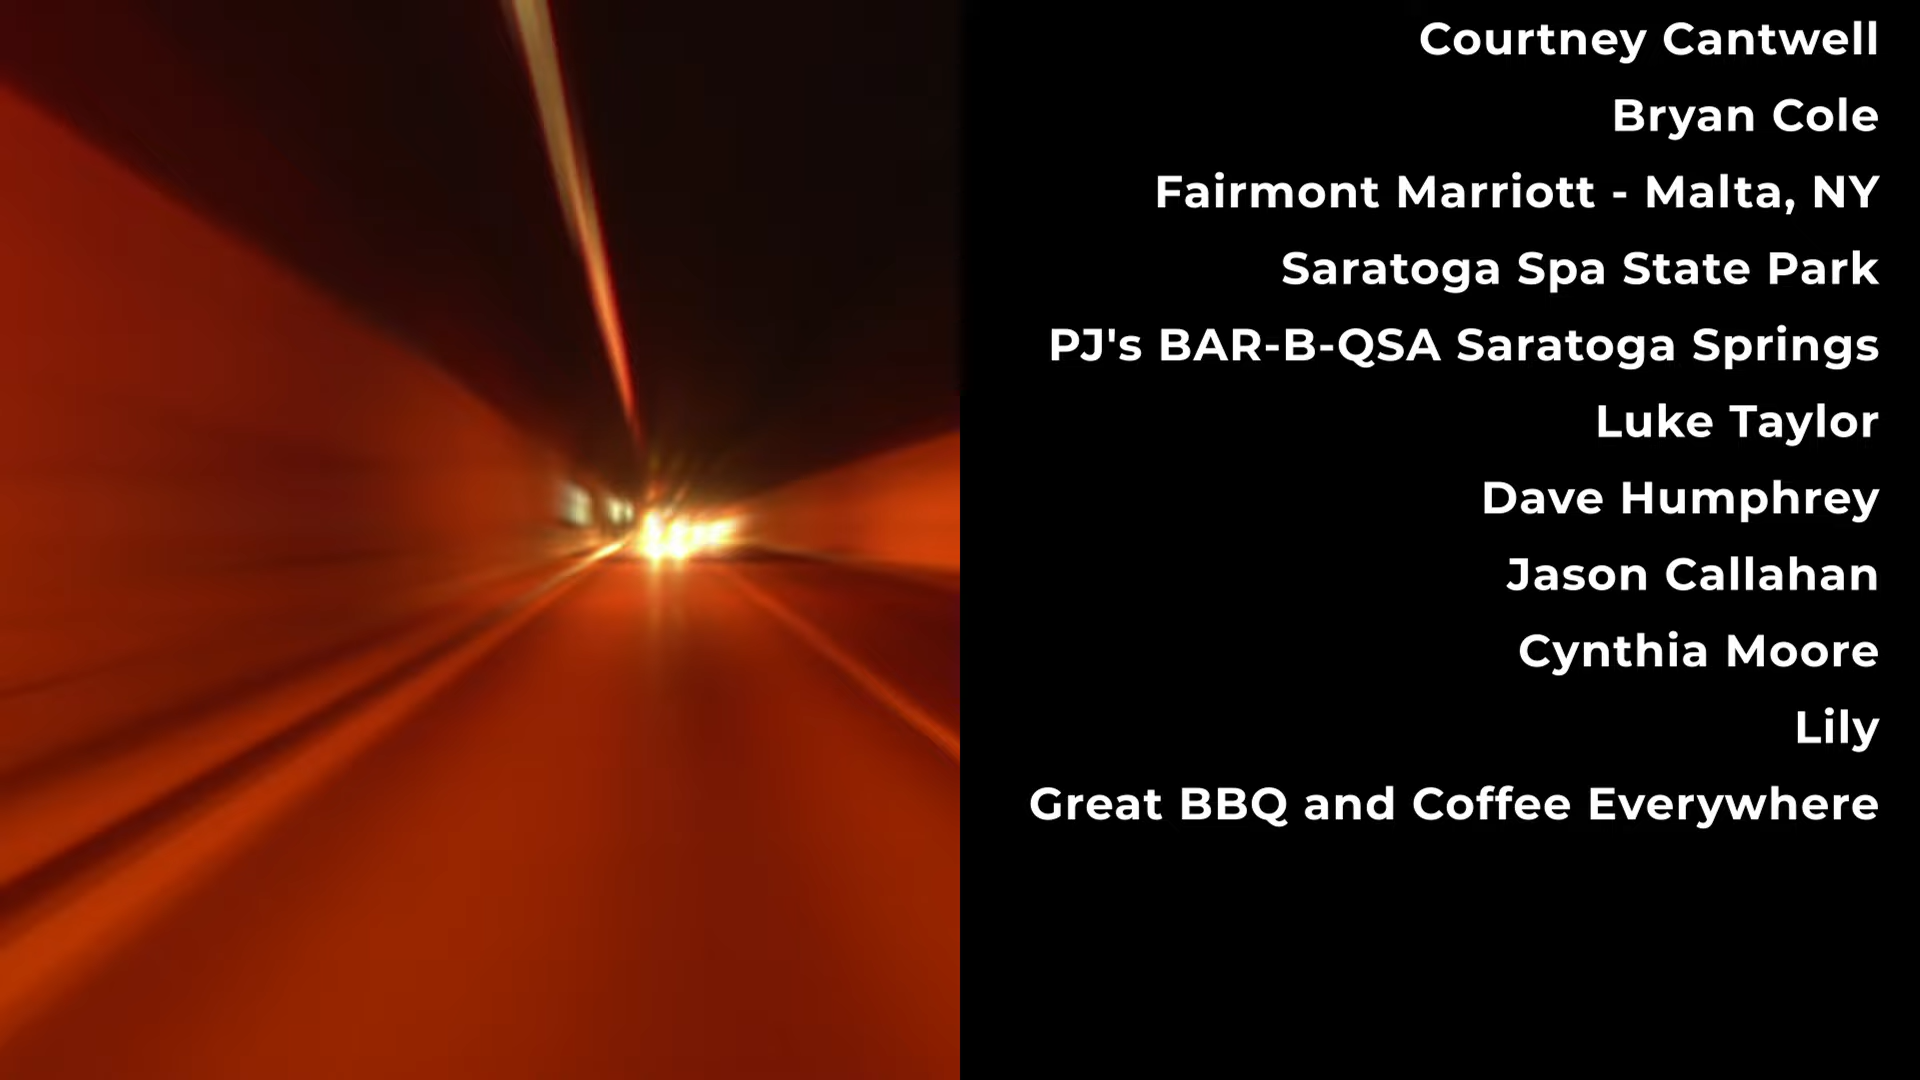 Courtney Cantwell
Bryan Cole
Fairmont Marriott - Malta, NY
Saratoga Spa State Park
PJ's BAR-B-QSA Saratoga Springs
Luke Taylor
Dave Humphrey
Jason Callahan
Cynthia Moore
Lily
Great BBQ and Coffee Everywhere